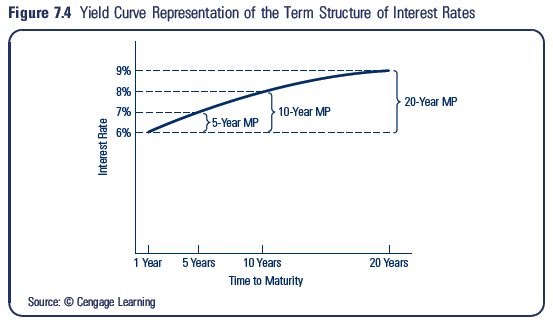 Figure 7.4 Yield Curve Representation of the Term Structure of Interest Rates
9%
8%
7%
6%
5-Year MP
10-Year MP
20-Year MP
Interest Rate
1 Year 5 Years 10 Years 20 Years
Time to Maturity
Source: © Cengage Learning